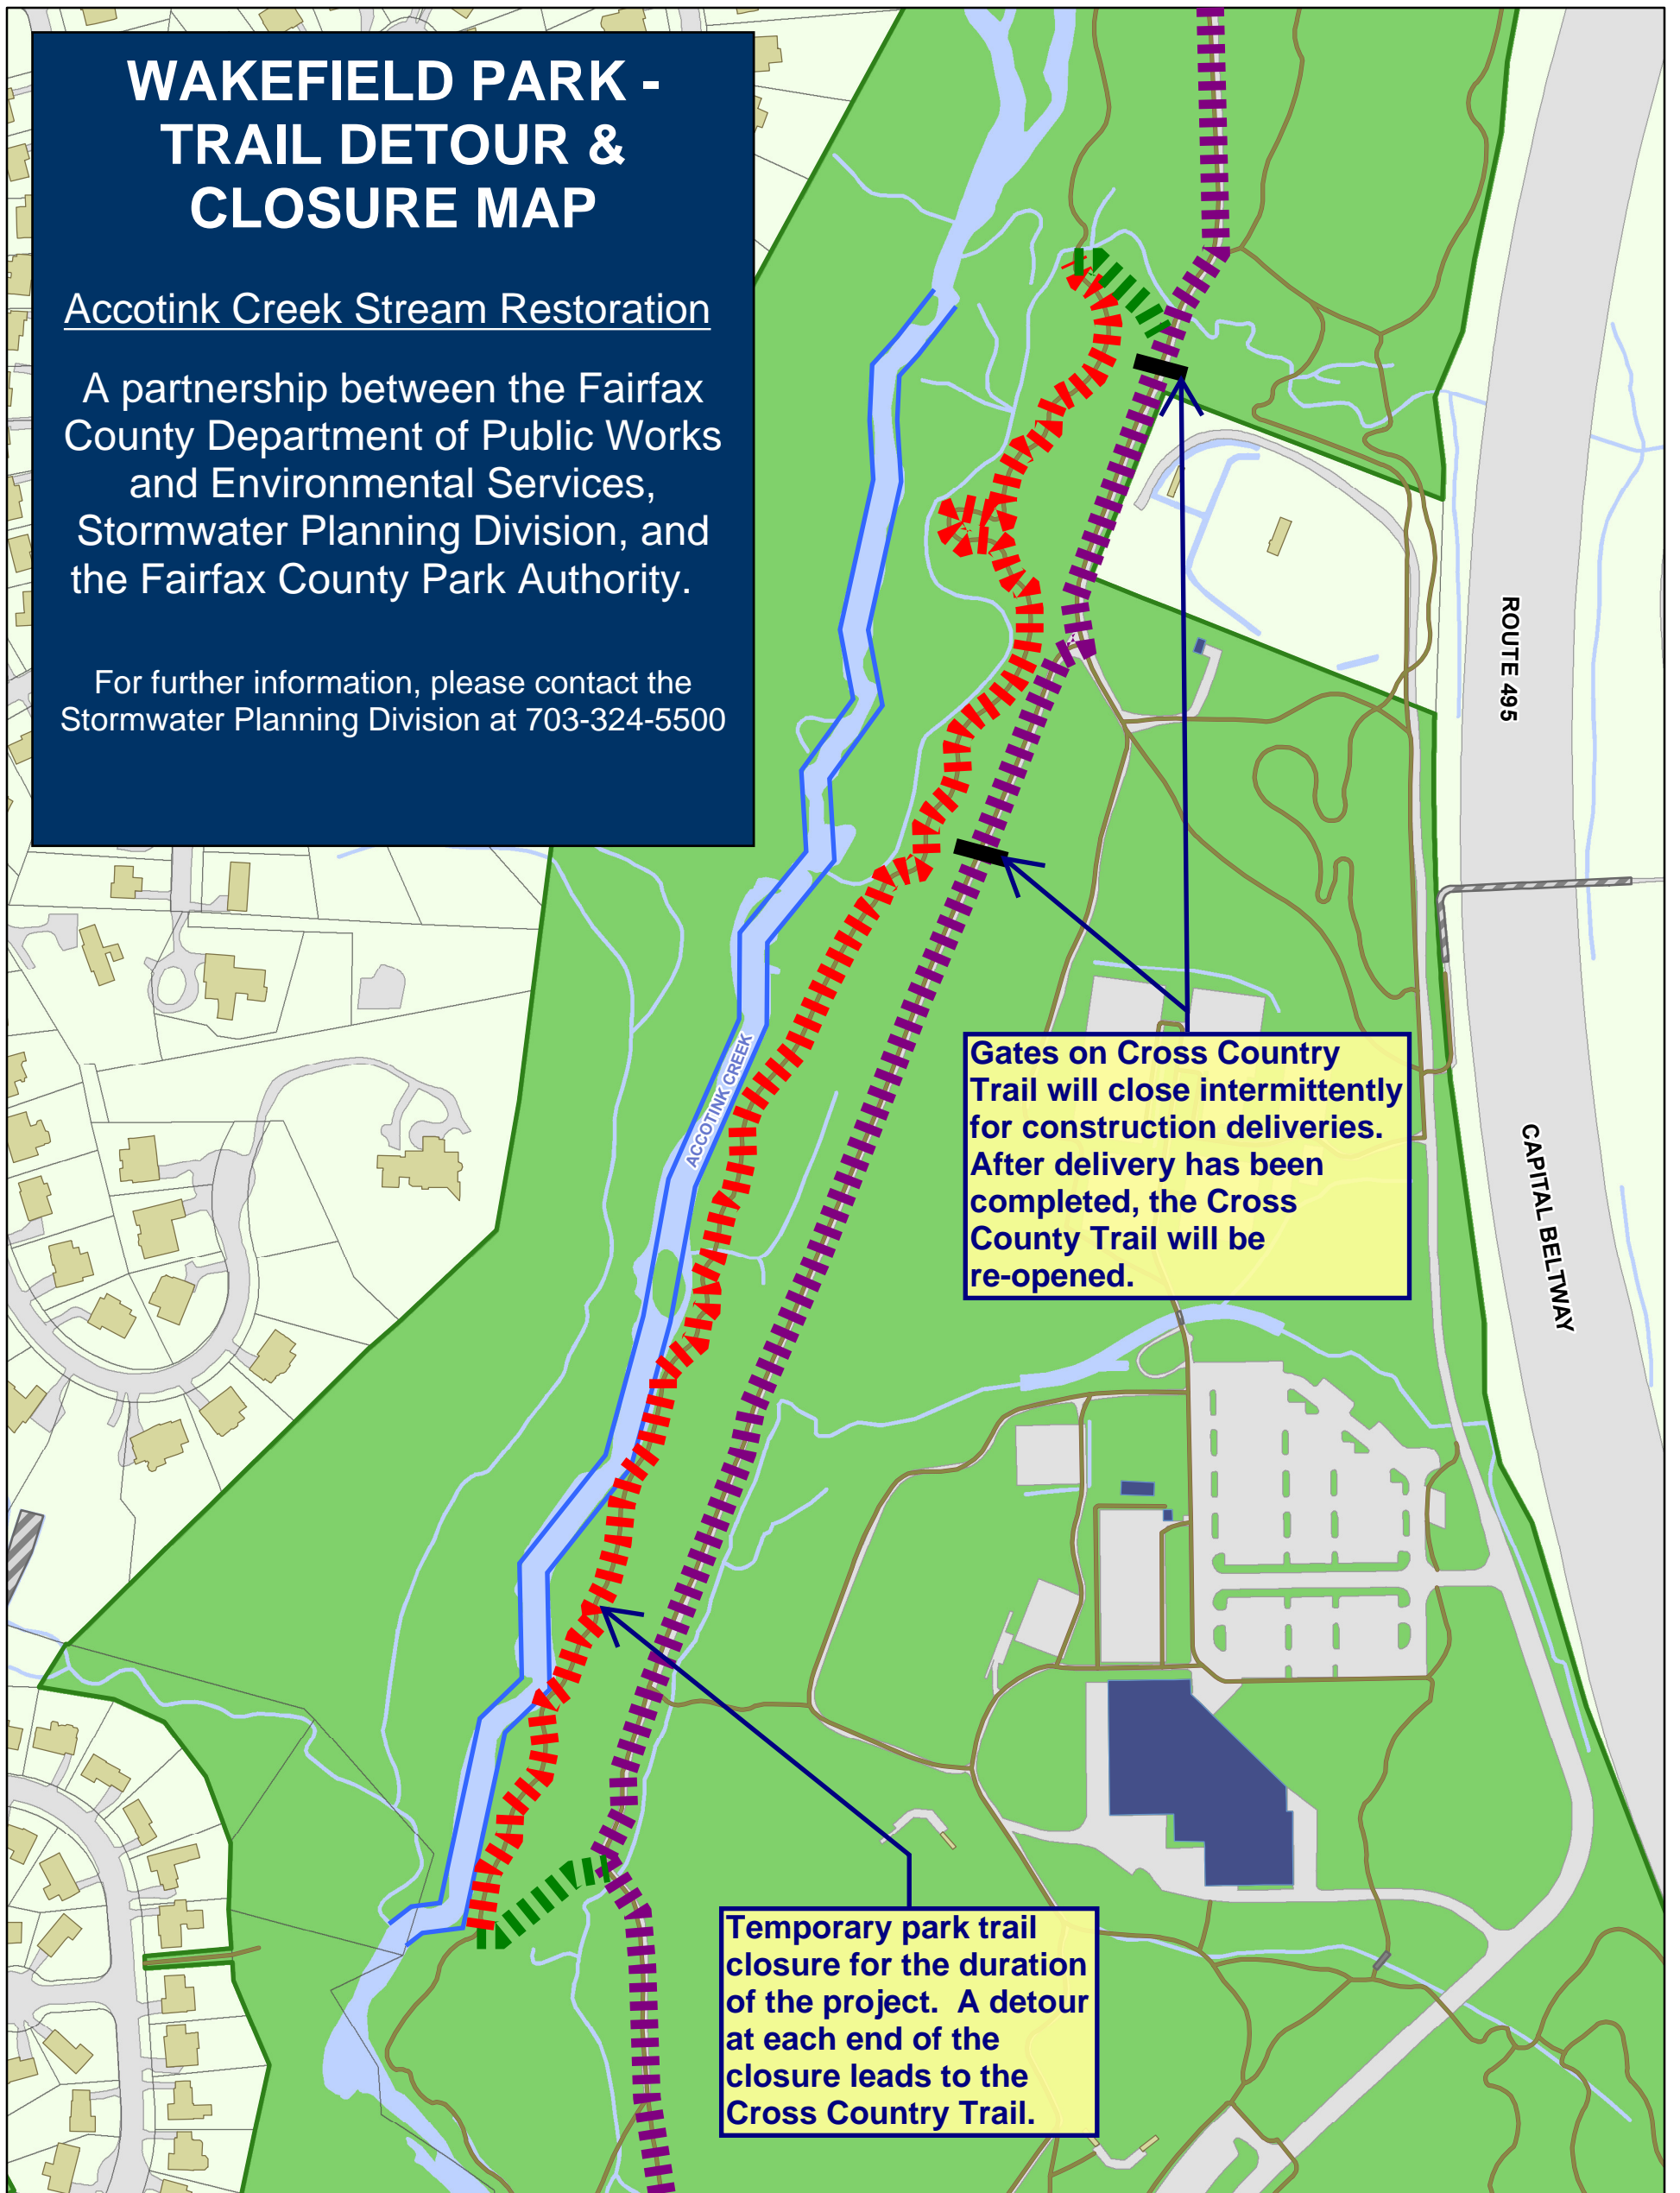 WAKEFIELD PARK -
TRAIL DETOUR &
CLOSURE MAP
Accotink Creek Stream Restoration
A partnership between the Fairfax
County Department of Public Works
and Environmental Services,
Stormwater Planning Division, and
the Fairfax County Park Authority.
For further information, please contact the
Stormwater Planning Division at 703-324-5500
ROUTE 495
ACCOTINK CREEK
Gates on Cross Country
Trail will close intermittently
for construction deliveries.
After delivery has been
completed, the Cross
County Trail will be
re-opened.
CAPITAL BELTWAY
Temporary park trail
closure for the duration
of the project.  A detour
at each end of the
closure leads to the
Cross Country Trail.